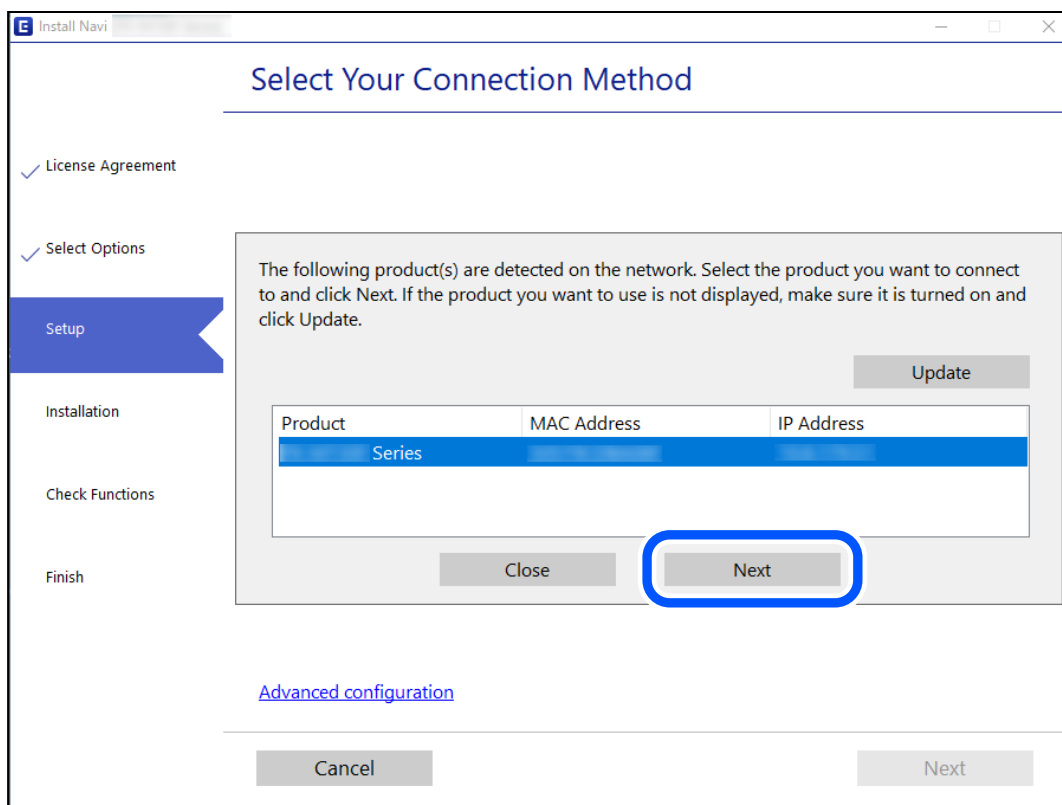 E Install Navi
Select Your Connection Method
License Agreement
Select Options
Setup
Installation
Check Functions
Finish
The following product(s) are detected on the network. Select the product you want to connect
to and click Next. If the product you want to use is not displayed, make sure it is turned on and
click Update.
Update
Product MAC Address IP Address
Series
Close Next
Advanced configuration
Cancel Next